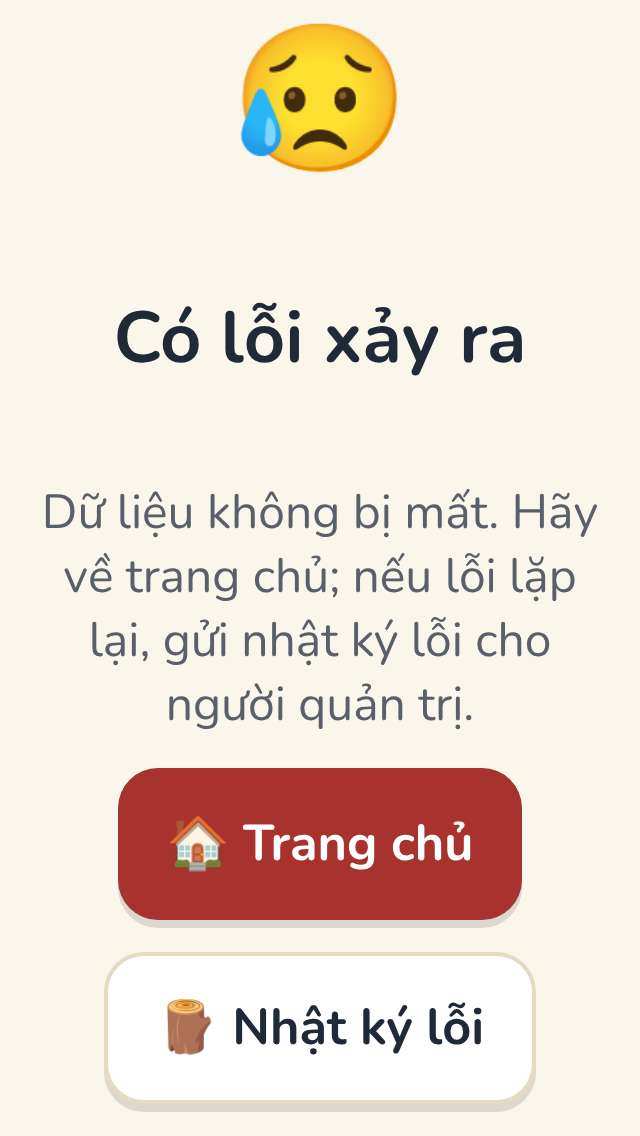 Có lỗi xảy ra
Dữ liệu không bị mất. Hãy
về trang chủ; nếu lỗi lặp
lại, gửi nhật ký lỗi cho
người quản trị.
Trang chủ
Nhật ký lỗi